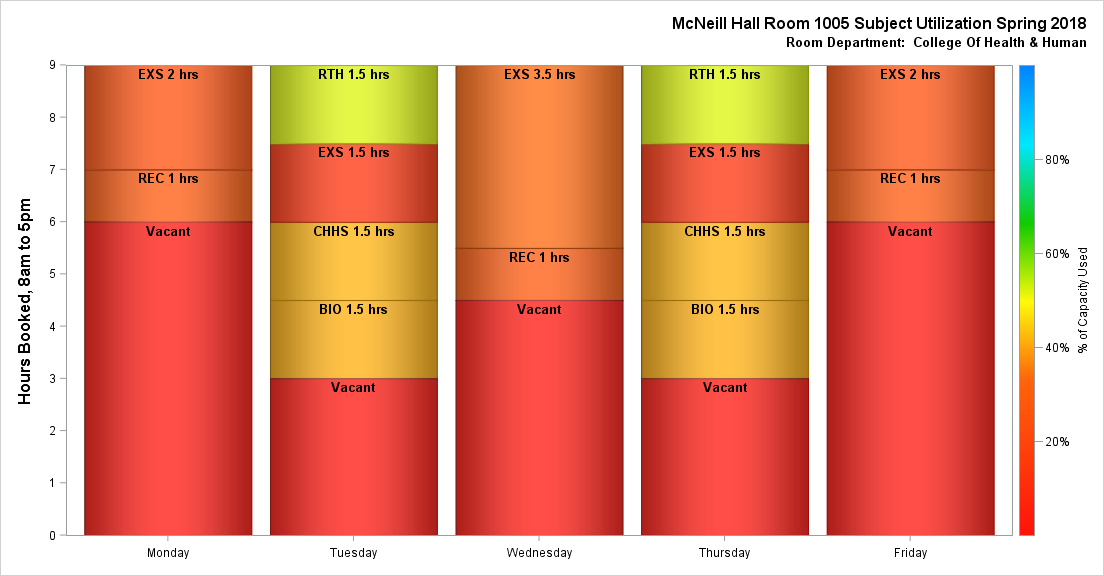 McNeill Hall Room 1005 Subject Utilization Spring 2018
Room Department:  College Of Health & Human
Hours Booked, 8am to 5pm
9
8
7
6
5
4
3
2
1
0
EXS 2 hrs
REC 1 hrs
Vacant
RTH 1.5 hrs
EXS 1.5 hrs
CHHS 1.5 hrs
BIO 1.5 hrs
Vacant
EXS 3.5 hrs
REC 1 hrs
Vacant
RTH 1.5 hrs
EXS 1.5 hrs
CHHS 1.5 hrs
BIO 1.5 hrs
Vacant
EXS 2 hrs
REC 1 hrs
Vacant
Monday
Tuesday
Wednesday
Thursday
Friday
80%
60%
40%
20%
% of Capacity Used